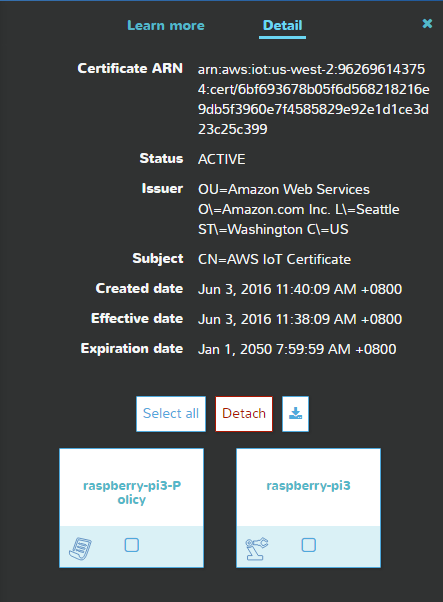 Learn more
Detail
Certificate ARN arn:aws:iot:us-west-2:96269614375
4:cert/6bf693678b05f6d568218216e
9db5f3960e7f4585829e92e1d1ce3d
23c25c399
Status ACTIVE
Issuer OU=Amazon Web Services
O\=Amazon.com Inc. L\=Seattle
ST\=Washington C\=US
Subject CN=AWS IoT Certificate
Created date Jun 3, 2016 11:40:09 AM +0800
Effective date Jun 3, 2016 11:38:09 AM +0800
Expiration date Jan 1, 2050 7:59:59 AM +0800
Select all
Detach
raspberry-pi3-P
olicy
raspberry-pi3